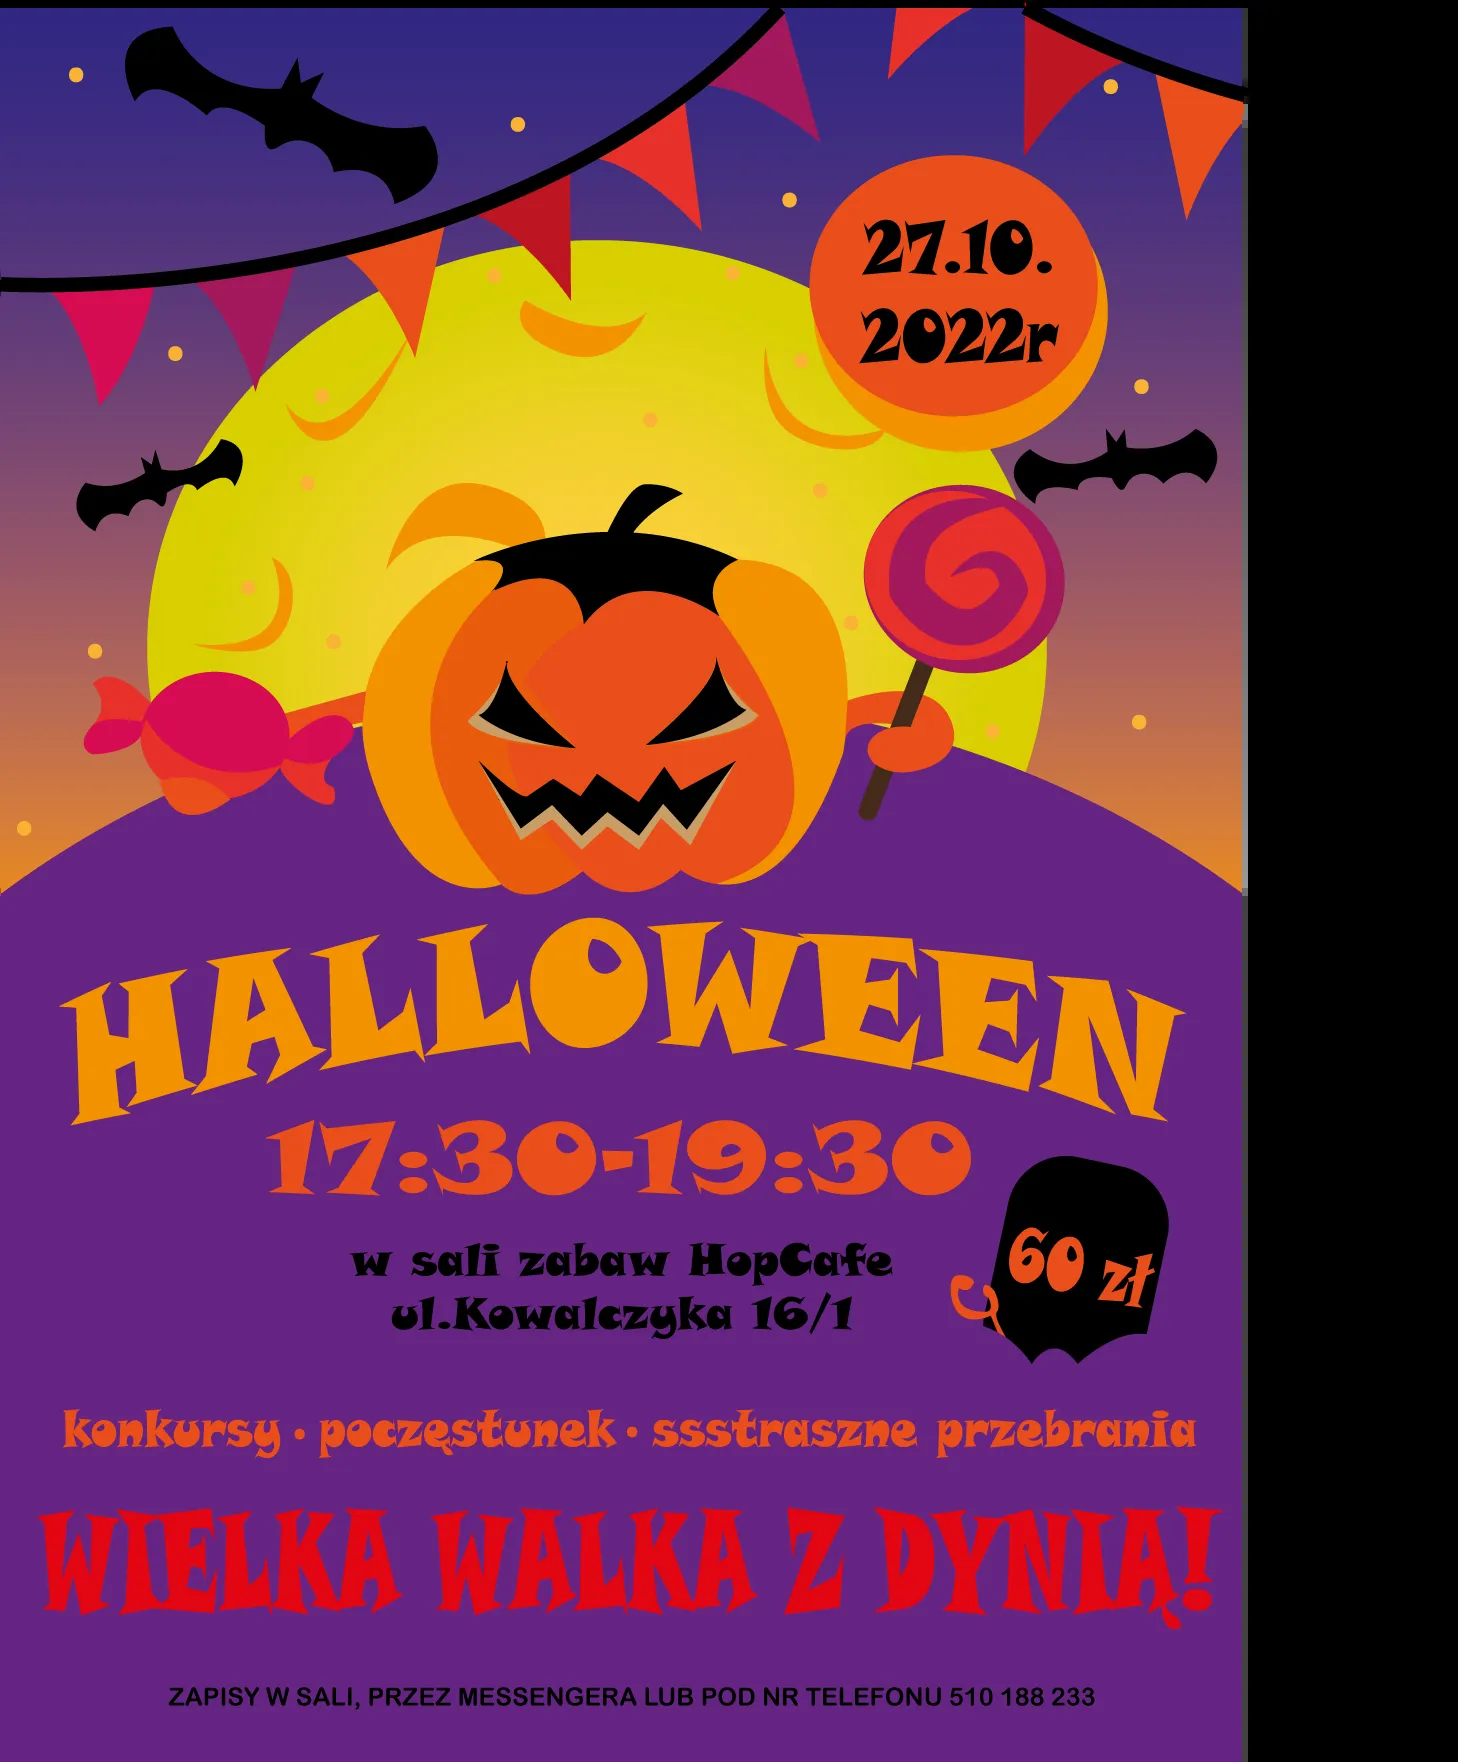 27.10.
2022r
HALLOWEEN
17:30-19:30
w sali zabaw HopCafe
ul.Kowalczyka 16/1
60 zł
konkursy • poczęstunek • ssstraszne przebrania
WIELKA WALKA Z DYNIĄ!
ZAPISY W SALI, PRZEZ MESSENGERA LUB POD NR TELEFONU 510 188 233